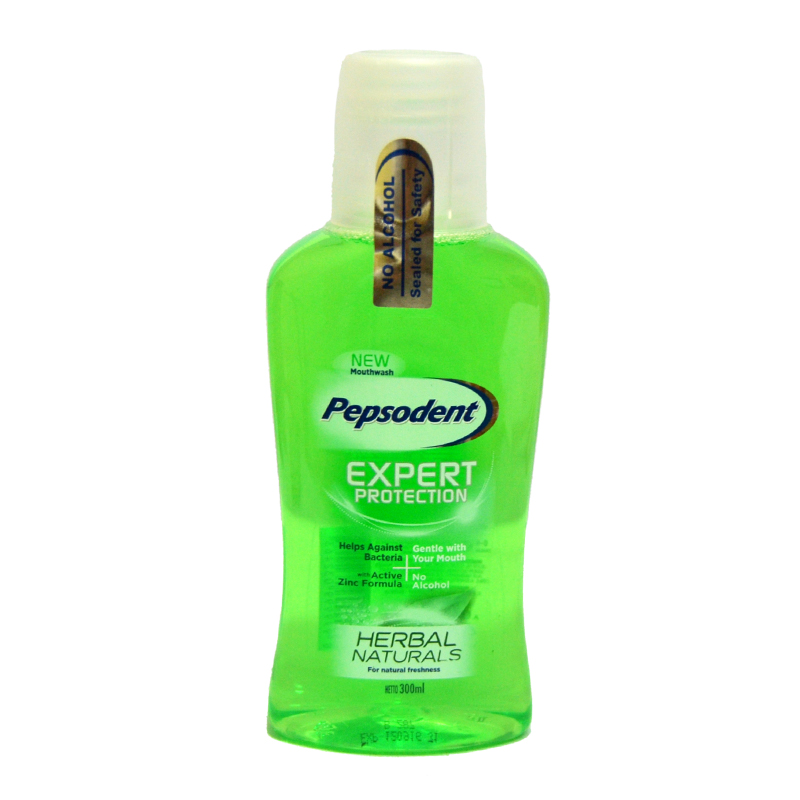 NO ALCOHOL
Sealed for Safety
NEW
Mouthwash
Pepsodent
EXPERT
PROTECTION
Helps Against
Bacteria
Gentle with
Your Mouth
with Active
Zinc Formula
No
Alcohol
HERBAL
NATURALS
For natural freshness
NETTO 300ml
EXP